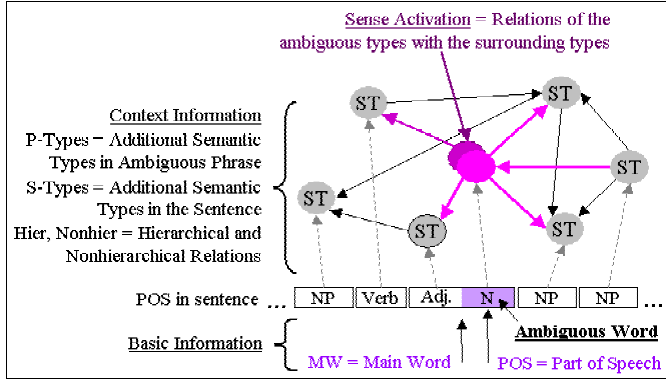 Sense Activation = Relations of the
ambiguous types with the surrounding types
Context Information
P-Types = Additional Semantic
Types in Ambiguous Phrase
S-Types = Additional Semantic
Types in the Sentence
Hier, Nonhier = Hierarchical and
Nonhierarchical Relations
ST
ST
ST
ST
ST
ST
POS in sentence ... NP Verb Adj. N NP NP ...
Ambiguous Word
Basic Information
MW = Main Word
POS = Part of Speech